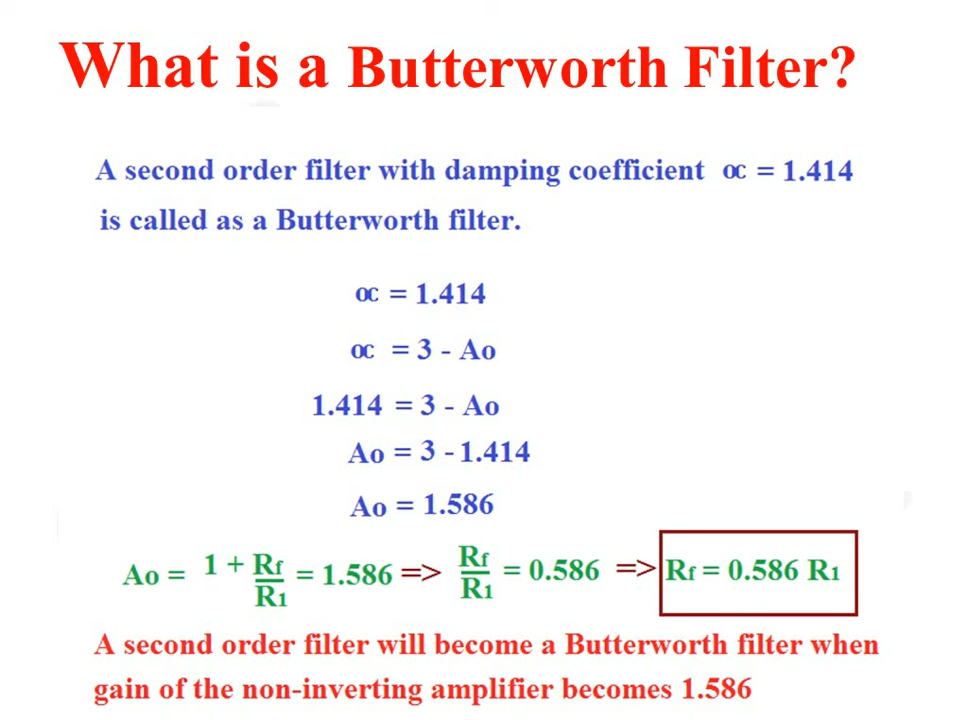 What is a Butterworth Filter?
A second order filter with damping coefficient ∝ = 1.414
is called as a Butterworth filter.
∝ = 1.414
∝ = 3 - Ao
1.414 = 3 - Ao
Ao = 3 - 1.414
Ao = 1.586
Ao = 1 + Rf/R1 = 1.586 => Rf/R1 = 0.586 => Rf = 0.586 R1
A second order filter will become a Butterworth filter when
gain of the non-inverting amplifier becomes 1.586